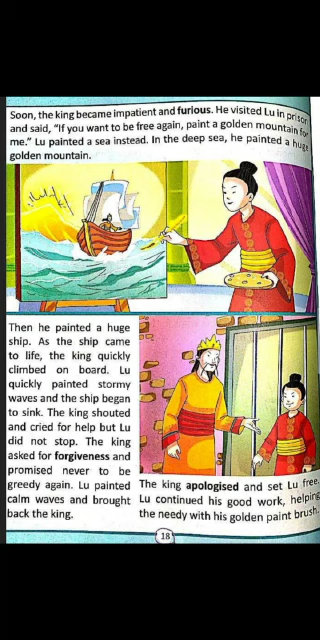 Soon, the king became impatient and furious. He visited Lu in prison
and said, "If you want to be free again, paint a golden mountain for
me." Lu painted a sea instead. In the deep sea, he painted a huge
golden mountain.
Then he painted a huge
ship. As the ship came
to life, the king quickly
climbed on board. Lu
quickly painted stormy
waves and the ship began
to sink. The king shouted
and cried for help but Lu
did not stop. The king
asked for forgiveness and
promised never to be
greedy again. Lu painted
calm waves and brought
back the king.
The king apologised and set Lu free.
Lu continued his good work, helping
the needy with his golden paint brush.
18